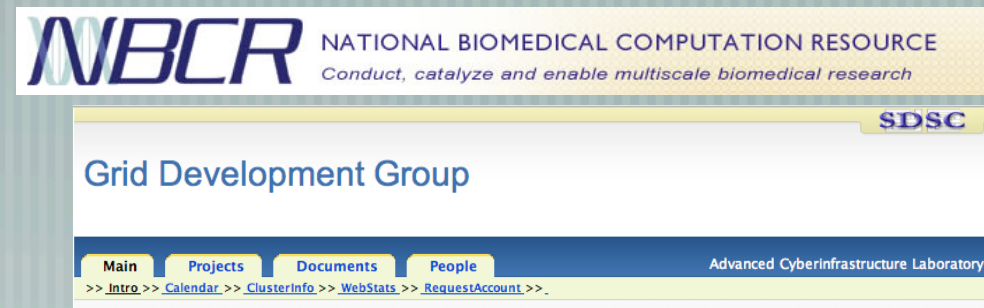 NBCR NATIONAL BIOMEDICAL COMPUTATION RESOURCE
Conduct, catalyze and enable multiscale biomedical research
SDSC
Grid Development Group
Main Projects Documents People Advanced Cyberinfrastructure Laboratory
>> Intro >> Calendar >> ClusterInfo >> WebStats >> RequestAccount >>